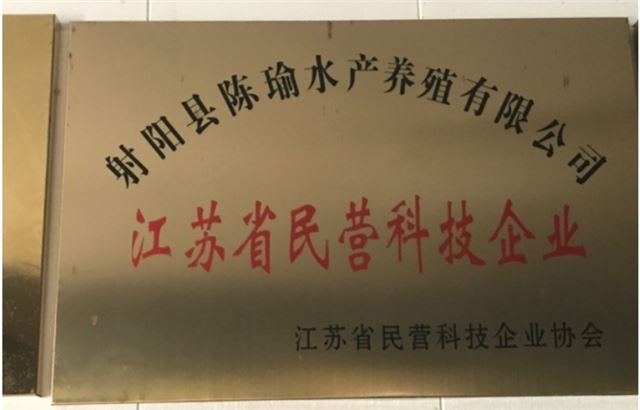 射阳县陈瑜水产养殖有限公司
江苏省民营科技企业
江苏省民营科技企业协会